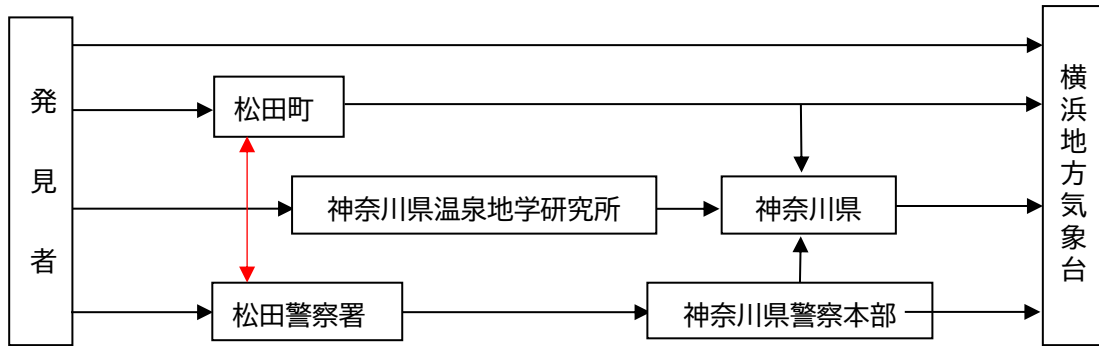 発見者
松田町
神奈川県温泉地学研究所
神奈川県
松田警察署
神奈川県警察本部
横浜地方気象台